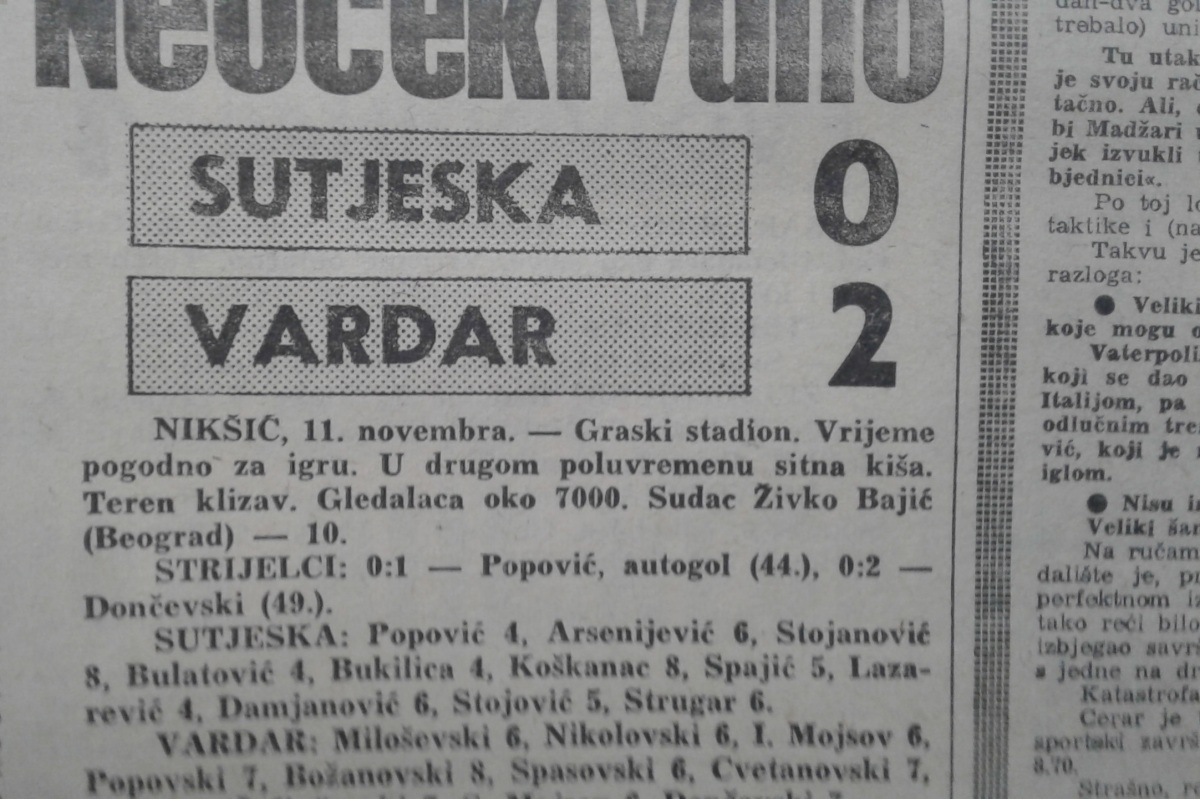 Neočekivano
SUTJESKA 0
VARDAR 2
NIKŠIĆ, 11. novembra. — Graski stadion. Vrijeme
pogodno za igru. U drugom poluvremenu sitna kiša.
Teren klizav. Gledalaca oko 7000. Sudac Živko Bajić
(Beograd) — 10.
STRIJELCI: 0:1 — Popović, autogol (44.), 0:2 —
Dončevski (49.).
SUTJESKA: Popović 4, Arsenijević 6, Stojanović
8, Bulatović 4, Bukilica 4, Koškanac 8, Spajić 5, Laza-
rević 4, Damjanović 6, Stojović 5, Strugar 6.
VARDAR: Miloševski 6, Nikolovski 6, I. Mojsov 6,
Popovski 7, Božanovski 8, Spasovski 6, Cvetanovski 7,
trebalo) uni
Tu utak
je svoju rač
tačno. Ali,
bi Madžari
jek izvukli
bjednici«.
Po toj lo
taktike i (na
Takvu je
razloga:
● Veliki
koje mogu
Vaterpoli
koji se dao
Italijom, pa
odlučnim tre
vić, koji je
iglom.
● Nisu iz
Veliki šan
Na ručam
dalište je, pr
perfektnom iz
tako reći bilo
izbjegao savr
s jedne na dr
Katastrofa
Cerar je
sportski završ
8,70.
Strašno, re